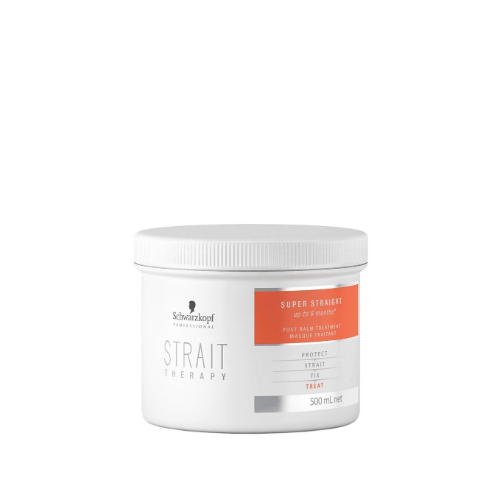 Schwarzkopf
PROFESSIONAL
STRAIT
THERAPY
SUPER STRAIGHT
up to 6 months*
POST BALM TREATMENT
MASQUE TRAITANT
PROTECT
STRAIT
FIX
TREAT
500 mL net